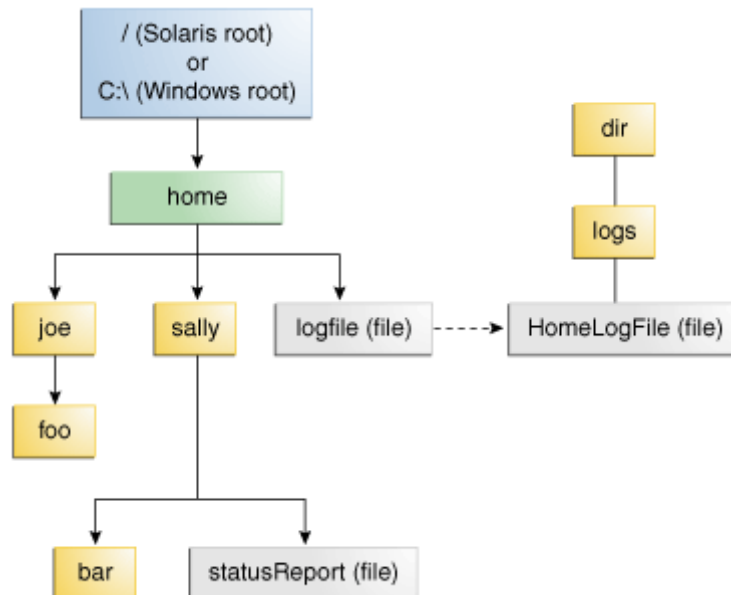 / (Solaris root)
or
C:\ (Windows root)
dir
home
logs
joe
sally
logfile (file)
HomeLogFile (file)
foo
bar
statusReport (file)